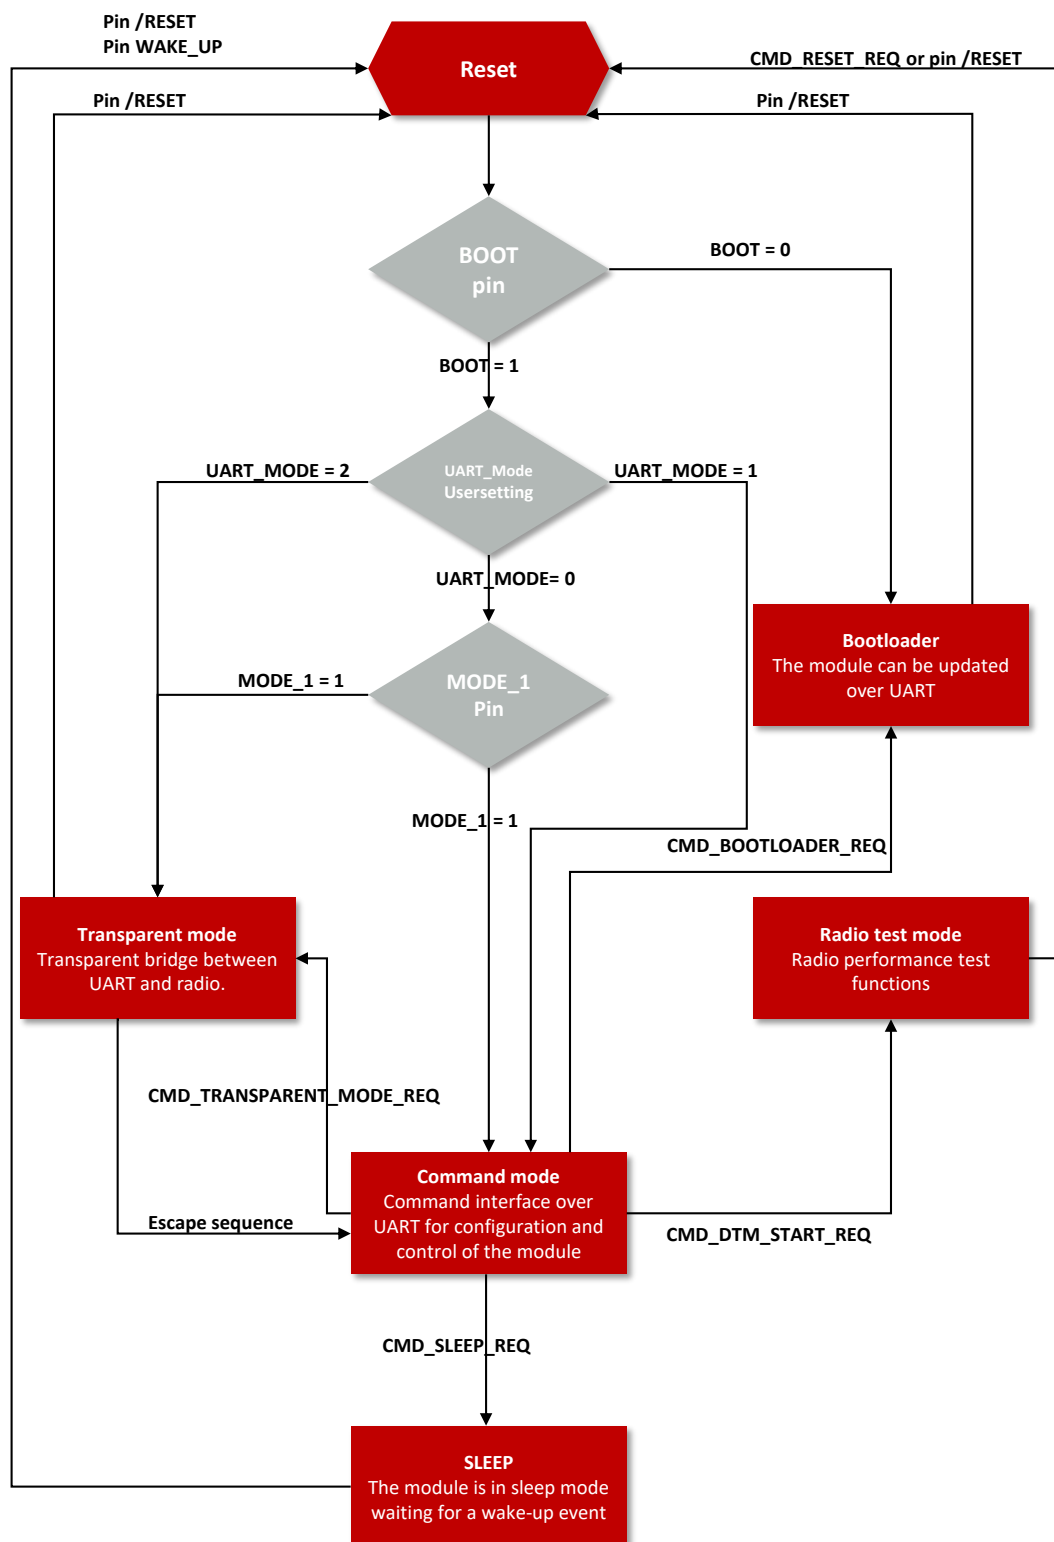 Pin /RESET
Pin WAKE_UP
Reset
CMD_RESET_REQ or pin /RESET
Pin /RESET
Pin /RESET
BOOT
pin
BOOT = 0
BOOT = 1
UART_MODE = 2
UART_Mode
Usersetting
UART_MODE = 1
UART_MODE= 0
Bootloader
The module can be updated
over UART
MODE_1 = 1
MODE_1
Pin
MODE_1 = 1
CMD_BOOTLOADER_REQ
Transparent mode
Transparent bridge between
UART and radio.
Radio test mode
Radio performance test
functions
CMD_TRANSPARENT_MODE_REQ
Command mode
Command interface over
UART for configuration and
control of the module
Escape sequence
CMD_DTM_START_REQ
CMD_SLEEP_REQ
SLEEP
The module is in sleep mode
waiting for a wake-up event